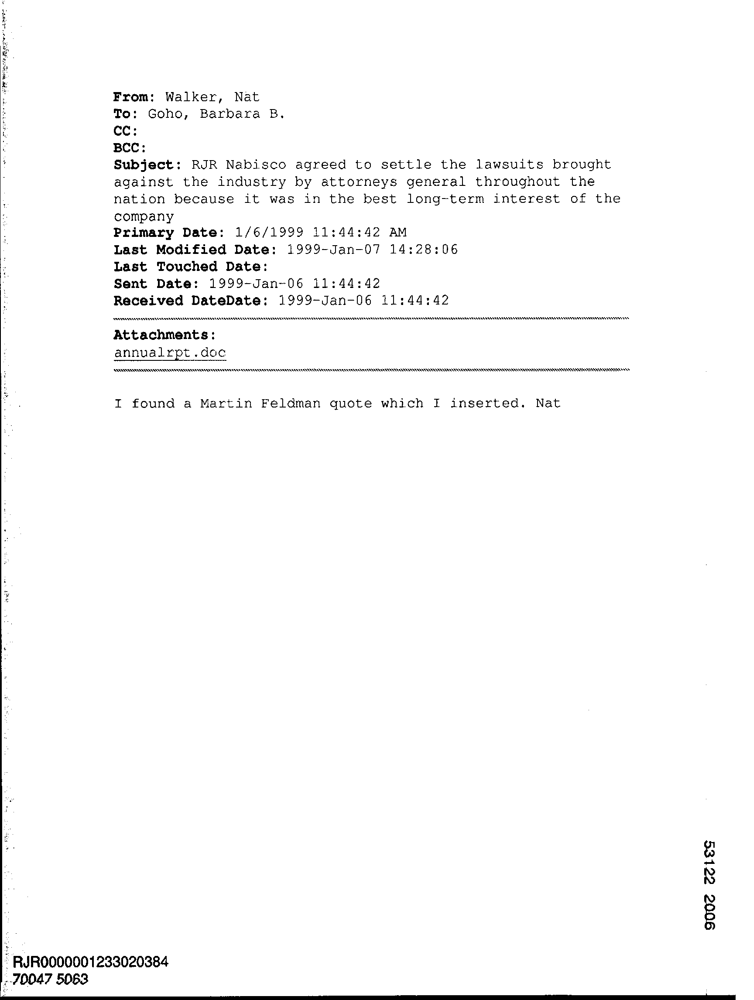 From: Walker, Nat
To: Goho, Barbara B.
CC:
BCC:
Subject: RJR Nabisco agreed to settle the lawsuits brought
against the industry by attorneys general throughout the
nation because it was in the best long-term interest of the
company
Primary Date: 1/6/1999 11:44:42 AM
Last Modified Date: 1999-Jan-07 14:28:06
Last Touched Date:
Sent Date: 1999-Jan-06 11:44:42
Received DateDate: 1999-Jan-06 11:44:42
Attachments:
annualrpt.doc
I found a Martin Feldman quote which I inserted. Nat
53122 2006
RJR0000001233020384
70047 5063